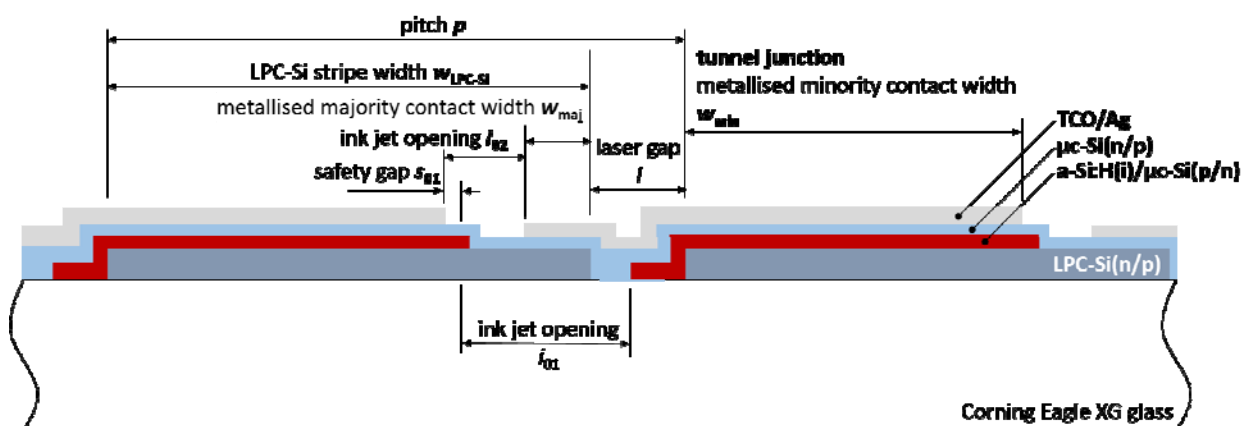 pitch p
LPC-Si stripe width wLPC-Si
metallised majority contact width wmaj
ink jet opening i02
safety gap s01
laser gap
l
tunnel junction
metallised minority contact width
wmin
TCO/Ag
µc-Si(n/p)
a-Si:H(i)/µc-Si(p/n)
LPC-Si(n/p)
ink jet opening
i01
Corning Eagle XG glass